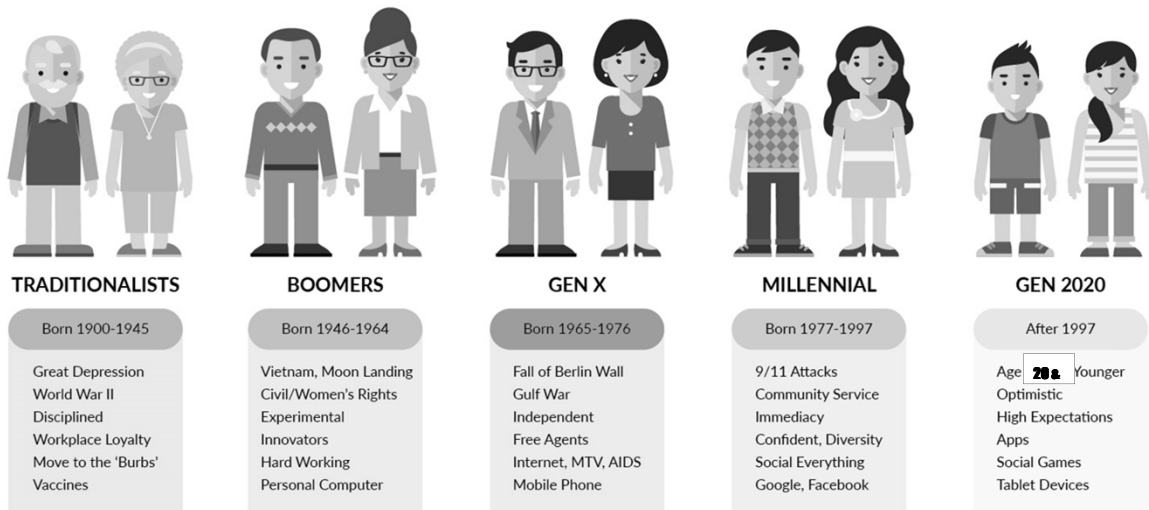 TRADITIONALISTS
Born 1900-1945
Great Depression
World War II
Disciplined
Workplace Loyalty
Move to the ‘Burbs’
Vaccines
BOOMERS
Born 1946-1964
Vietnam, Moon Landing
Civil/Women's Rights
Experimental
Innovators
Hard Working
Personal Computer
GEN X
Born 1965-1976
Fall of Berlin Wall
Gulf War
Independent
Free Agents
Internet, MTV, AIDS
Mobile Phone
MILLENNIAL
Born 1977-1997
9/11 Attacks
Community Service
Immediacy
Confident, Diversity
Social Everything
Google, Facebook
GEN 2020
After 1997
Age Younger
Optimistic
High Expectations
Apps
Social Games
Tablet Devices